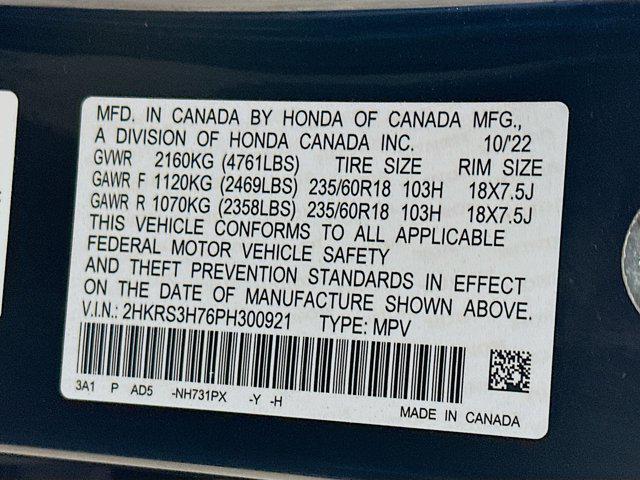 MFD. IN CANADA BY HONDA OF CANADA MFG.,
A DIVISION OF HONDA CANADA INC. 10/'22
GVWR 2160KG (4761LBS) TIRE SIZE RIM SIZE
GAWR F 1120KG (2469LBS) 235/60R18 103H 18X7.5J
GAWR R 1070KG (2358LBS) 235/60R18 103H 18X7.5J
THIS VEHICLE CONFORMS TO ALL APPLICABLE
FEDERAL MOTOR VEHICLE SAFETY
AND THEFT PREVENTION STANDARDS IN EFFECT
ON THE DATE OF MANUFACTURE SHOWN ABOVE.
V.I.N.: 2HKRS3H76PH300921 TYPE: MPV
3A1 P AD5 -NH731PX -Y -H
MADE IN CANADA